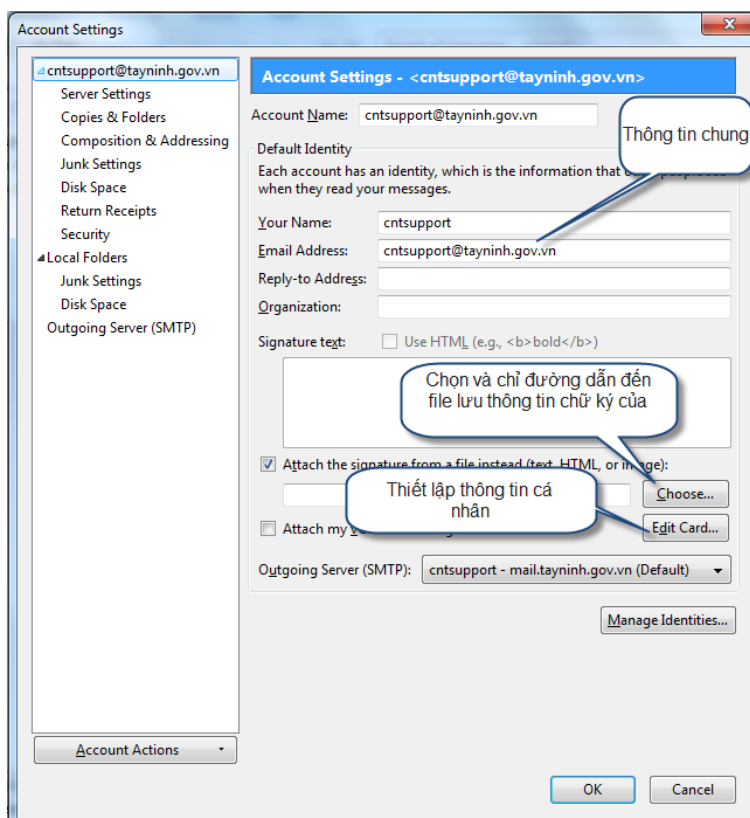 Account Settings
cntsupport@tayninh.gov.vn
Server Settings
Copies & Folders
Composition & Addressing
Junk Settings
Disk Space
Return Receipts
Security
Local Folders
Junk Settings
Disk Space
Outgoing Server (SMTP)
Account Actions
Account Settings - <cntsupport@tayninh.gov.vn>
Account Name: cntsupport@tayninh.gov.vn
Thông tin chung
Default Identity
Each account has an identity, which is the information that
when they read your messages.
Your Name: cntsupport
Email Address: cntsupport@tayninh.gov.vn
Reply-to Address:
Organization:
Signature text: Use HTML (e.g., <b>bold</b>)
Chọn và chỉ đường dẫn đến
file lưu thông tin chữ ký của
Attach the signature from a file instead (text, HTML, or image):
Choose...
Thiết lập thông tin cá
nhân
Attach my
Edit Card...
Outgoing Server (SMTP): cntsupport - mail.tayninh.gov.vn (Default)
Manage Identities...
OK
Cancel